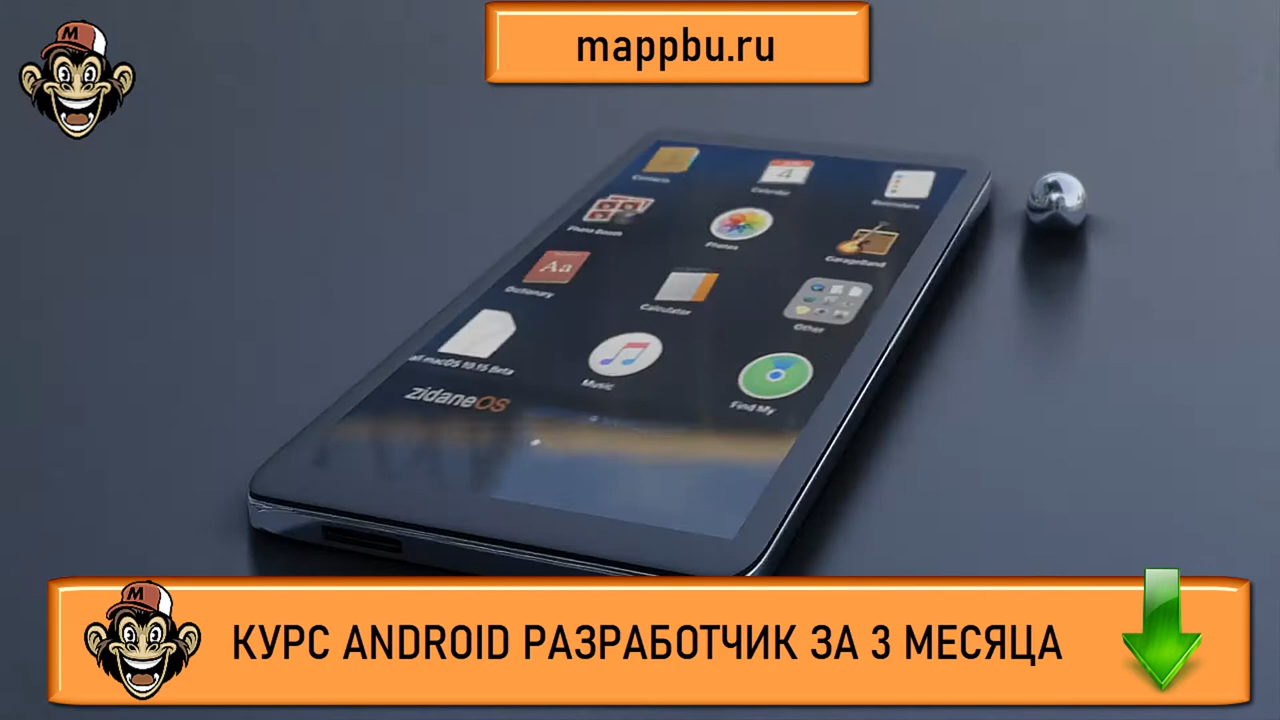 M
mappbu.ru
Contacts
Calendar
4
Reminders
Photo Booth
Photos
GarageBand
Aa
Dictionary
Calculator
Other
macOS 10.15 Beta
Music
Find My
zidaneOS
M
КУРС ANDROID РАЗРАБОТЧИК ЗА 3 МЕСЯЦА